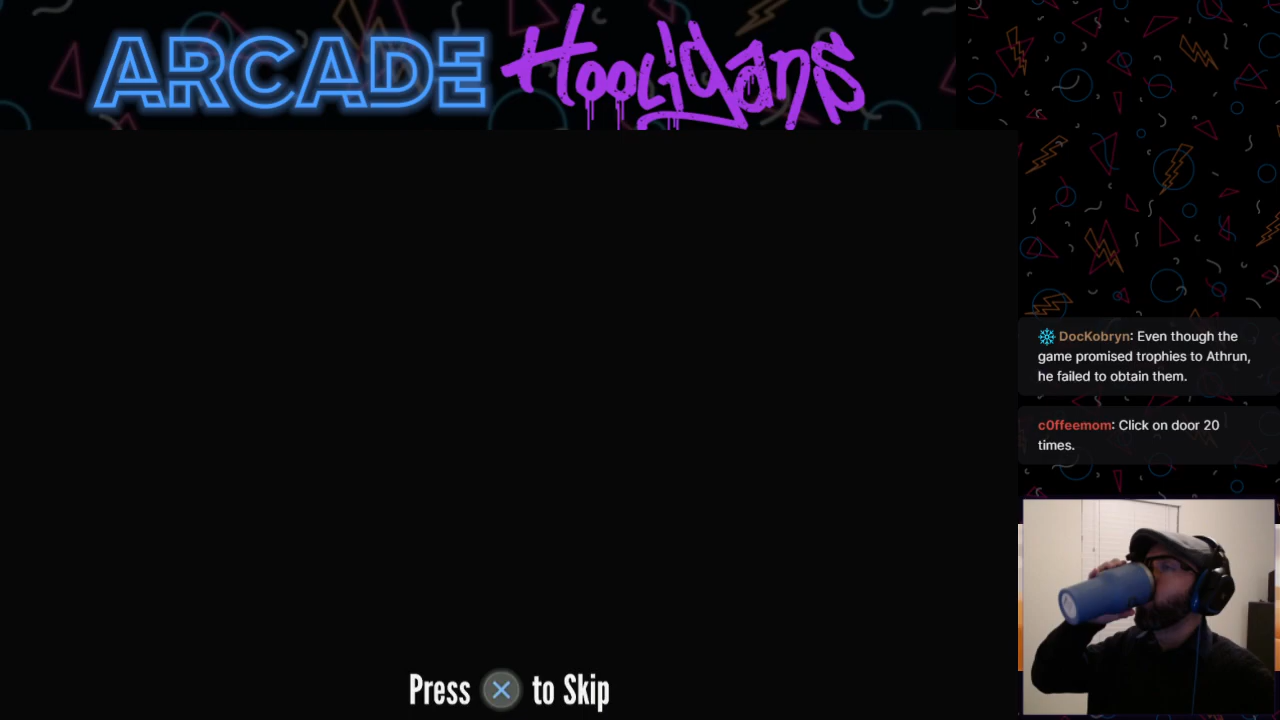 ARCADE Hooligans
DocKobryn: Even though the
game promised trophies to Athrun,
he failed to obtain them.
c0ffeemom: Click on door 20
times.
Press X to Skip